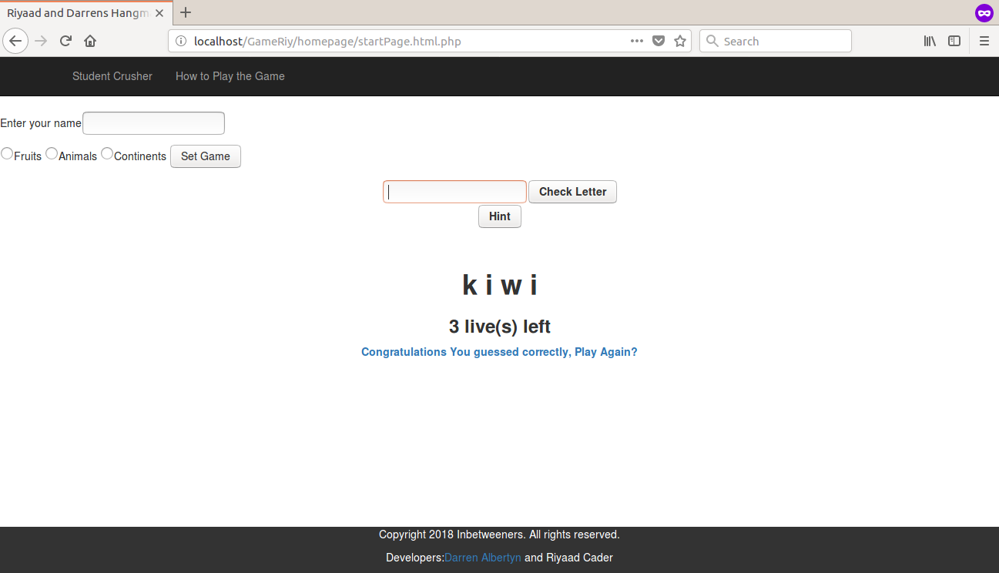 Riyaad and Darrens Hangm
localhost/GameRiy/homepage/startPage.html.php
Search
Student Crusher How to Play the Game
Enter your name
Fruits Animals Continents Set Game
Check Letter
Hint
k i w i
3 live(s) left
Congratulations You guessed correctly, Play Again?
Copyright 2018 Inbetweeners. All rights reserved.
Developers:Darren Albertyn and Riyaad Cader